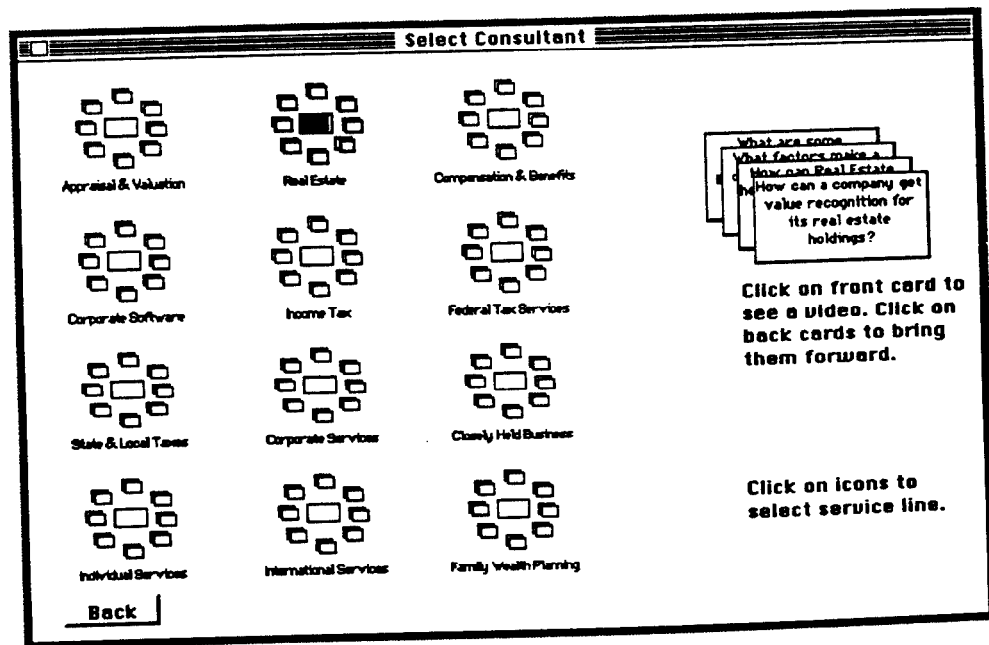 Select Consultant
Appraisal & Valuation
Real Estate
Compensation & Benefits
What are some
What factors make a
How can Real Estate
he
How can a company get
value recognition for
its real estate
holdings?
Corporate Software
Income Tax
Federal Tax Services
Click on front card to
see a video. Click on
back cards to bring
them forward.
State & Local Taxes
Corporate Services
Closely Held Business
Click on icons to
select service line.
Individual Services
International Services
Family Wealth Planning
Back